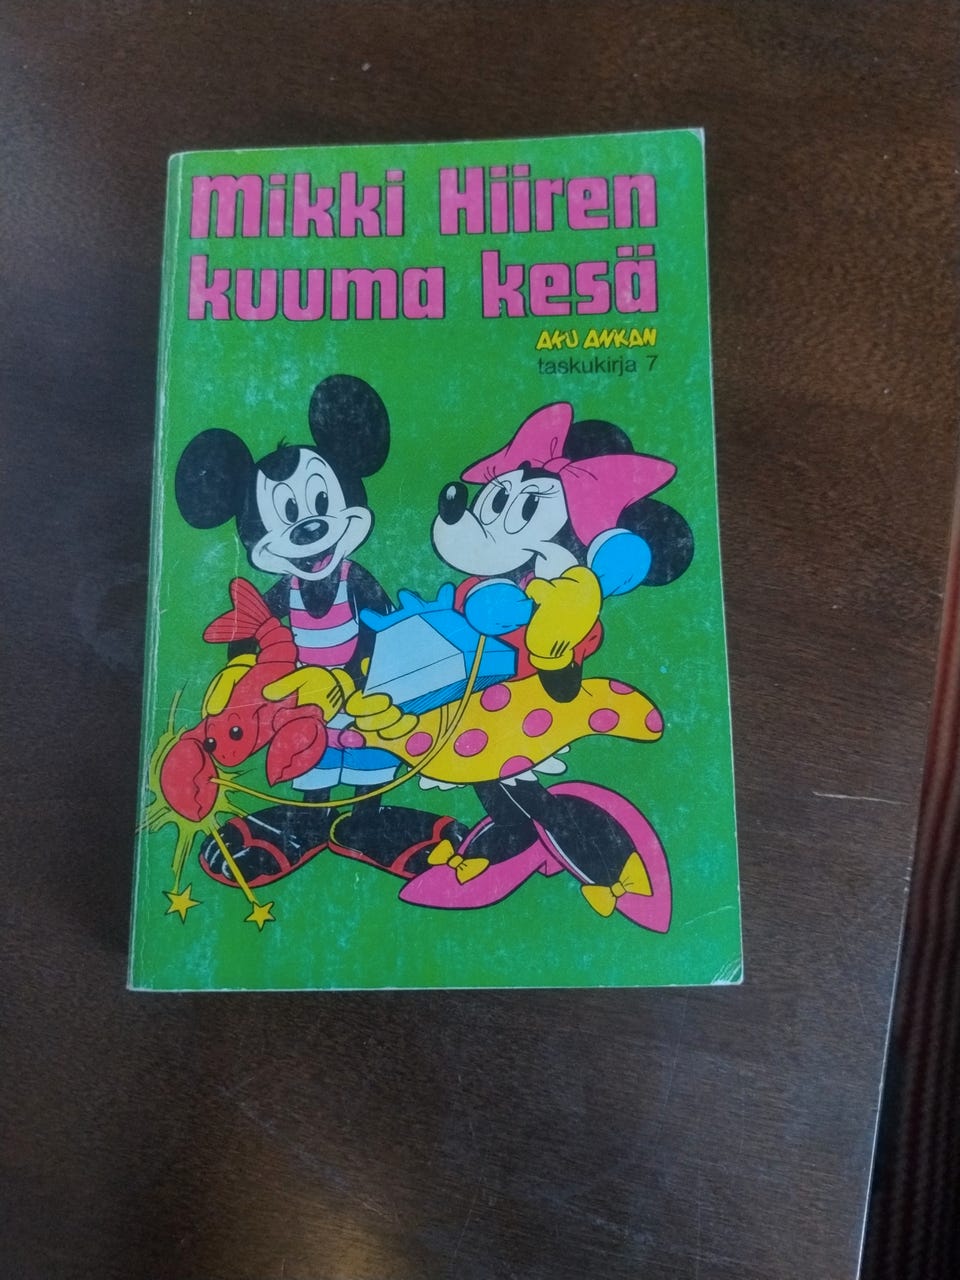 Mikki Hiiren
kuuma kesä
AKU ANKAN
taskukirja 7